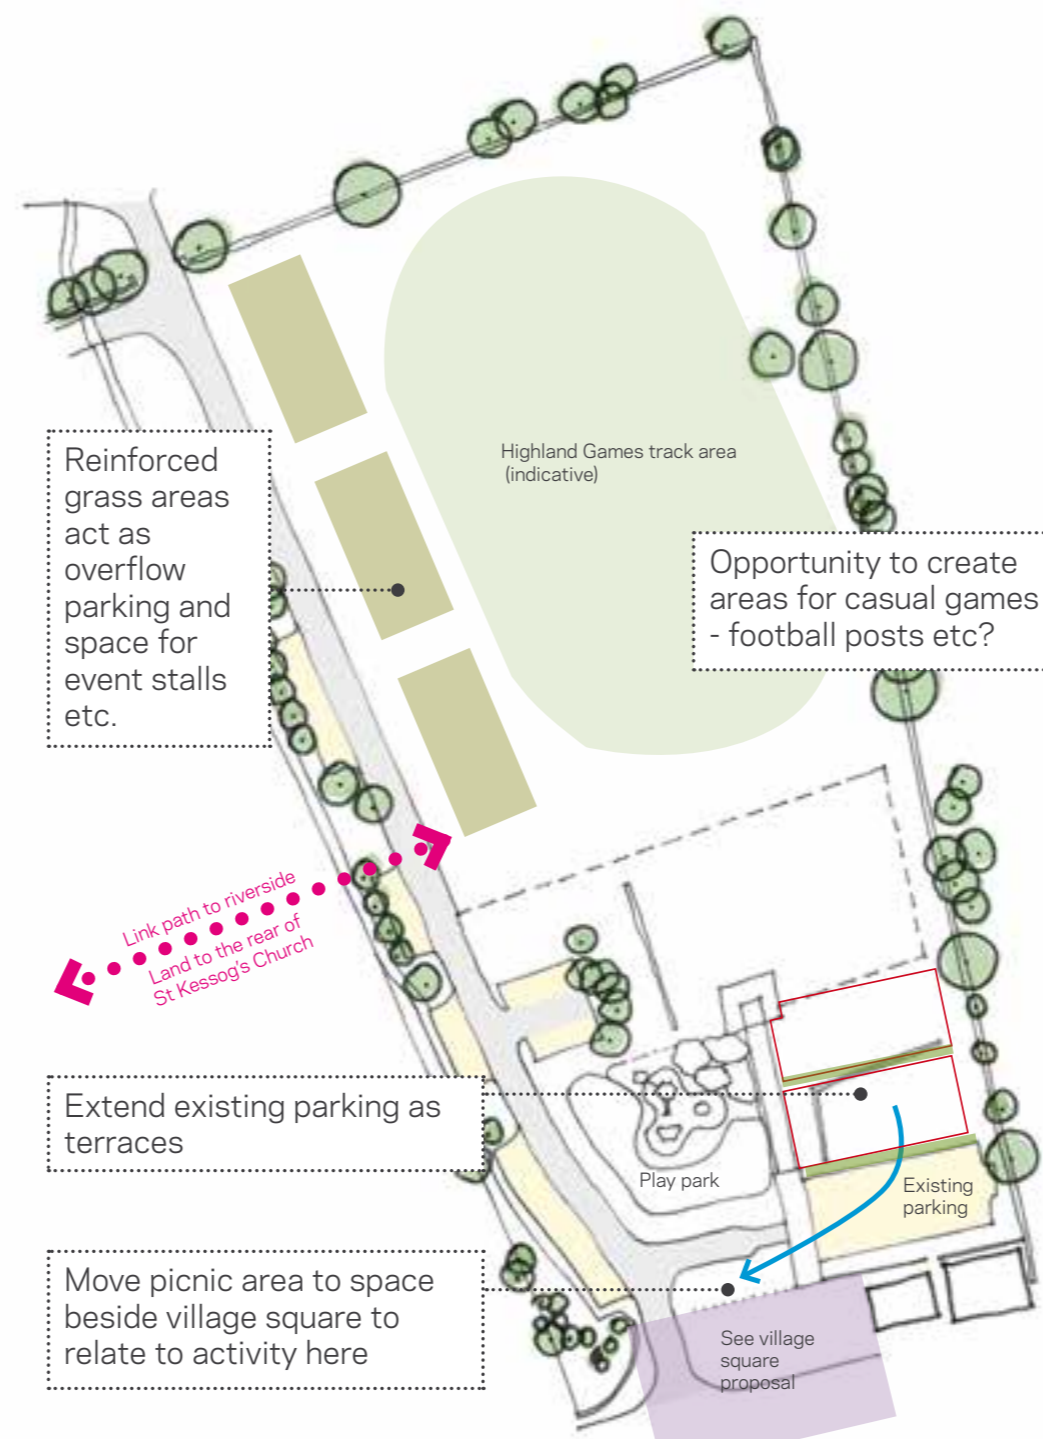 Highland Games track area
(indicative)
Reinforced
grass areas
act as
overflow
parking and
space for
event stalls
etc.
Opportunity to create
areas for casual games
- football posts etc?
Link path to riverside
Land to the rear of
St Kessog's Church
Extend existing parking as
terraces
Play park
Existing
parking
Move picnic area to space
beside village square to
relate to activity here
See village
square
proposal